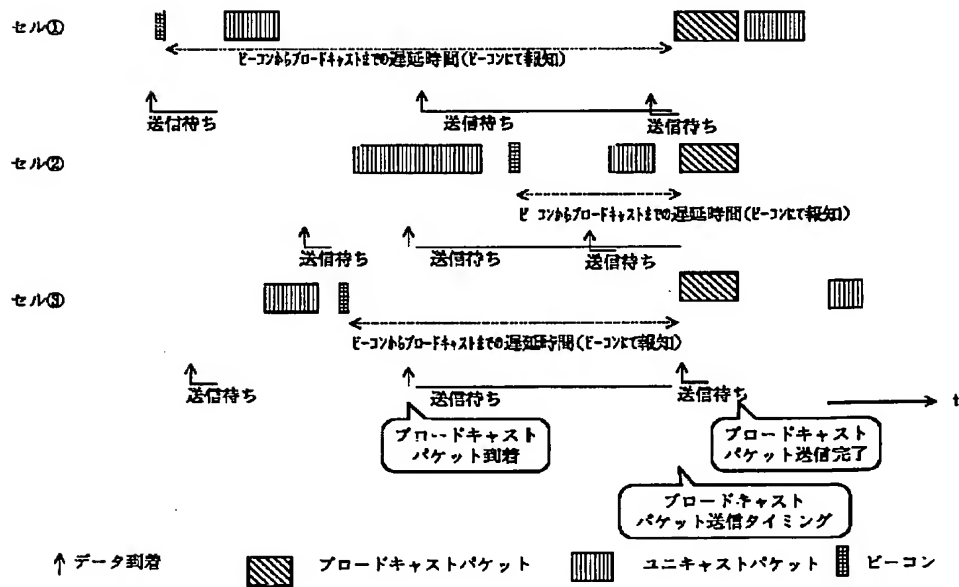 セル①
ビーコンからブロードキャストまでの遅延時間(ビーコンにて報知)
送信待ち
送信待ち
送信待ち
セル②
ビーコンからブロードキャストまでの遅延時間(ビーコンにて報知)
送信待ち
送信待ち
送信待ち
セル③
ビーコンからブロードキャストまでの遅延時間(ビーコンにて報知)
送信待ち
送信待ち
送信待ち
t
ブロードキャスト
パケット到着
ブロードキャスト
パケット送信完了
ブロードキャスト
パケット送信タイミング
データ到着
ブロードキャストパケット
ユニキャストパケット
ビーコン